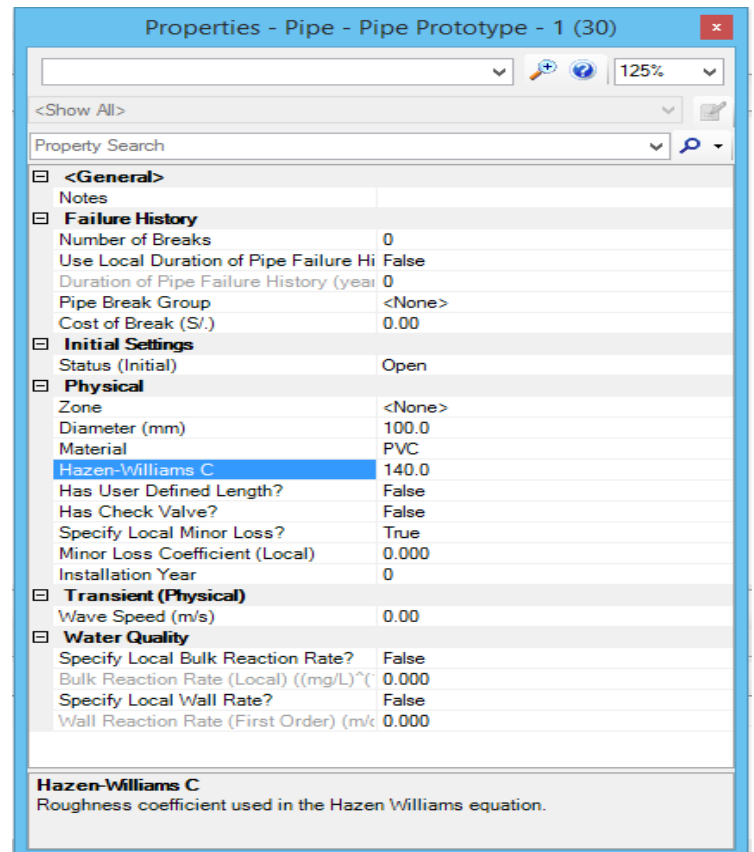 Properties - Pipe - Pipe Prototype - 1 (30)
x
125%
<Show All>
Property Search
<General>
Notes
Failure History
Number of Breaks 0
Use Local Duration of Pipe Failure Hi False
Duration of Pipe Failure History (year 0
Pipe Break Group <None>
Cost of Break (S/.) 0.00
Initial Settings
Status (Initial) Open
Physical
Zone <None>
Diameter (mm) 100.0
Material PVC
Hazen-Williams C 140.0
Has User Defined Length? False
Has Check Valve? False
Specify Local Minor Loss? True
Minor Loss Coefficient (Local) 0.000
Installation Year 0
Transient (Physical)
Wave Speed (m/s) 0.00
Water Quality
Specify Local Bulk Reaction Rate? False
Bulk Reaction Rate (Local) ((mg/L)^( 0.000
Specify Local Wall Rate? False
Wall Reaction Rate (First Order) (m/c 0.000
Hazen-Williams C
Roughness coefficient used in the Hazen Williams equation.